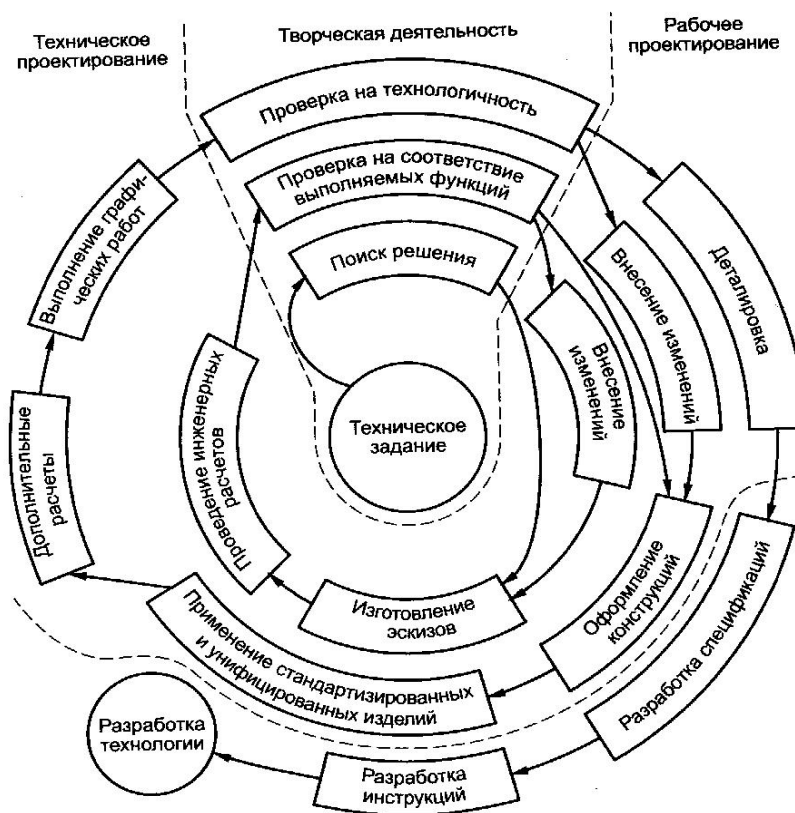 Техническое
проектирование
Творческая деятельность
Рабочее
проектирование
Проверка на технологичность
Проверка на соответствие
выполняемых функций
Поиск решения
Выполнение графи-
ческих работ
Внесение изменений
Деталировка
Внесение
изменений
Проведение инженерных
расчетов
Техническое
задание
Дополнительные
расчеты
Изготовление
эскизов
Оформление
конструкций
Применение стандартизированных
и унифицированных изделий
Разработка спецификаций
Разработка
технологии
Разработка
инструкций